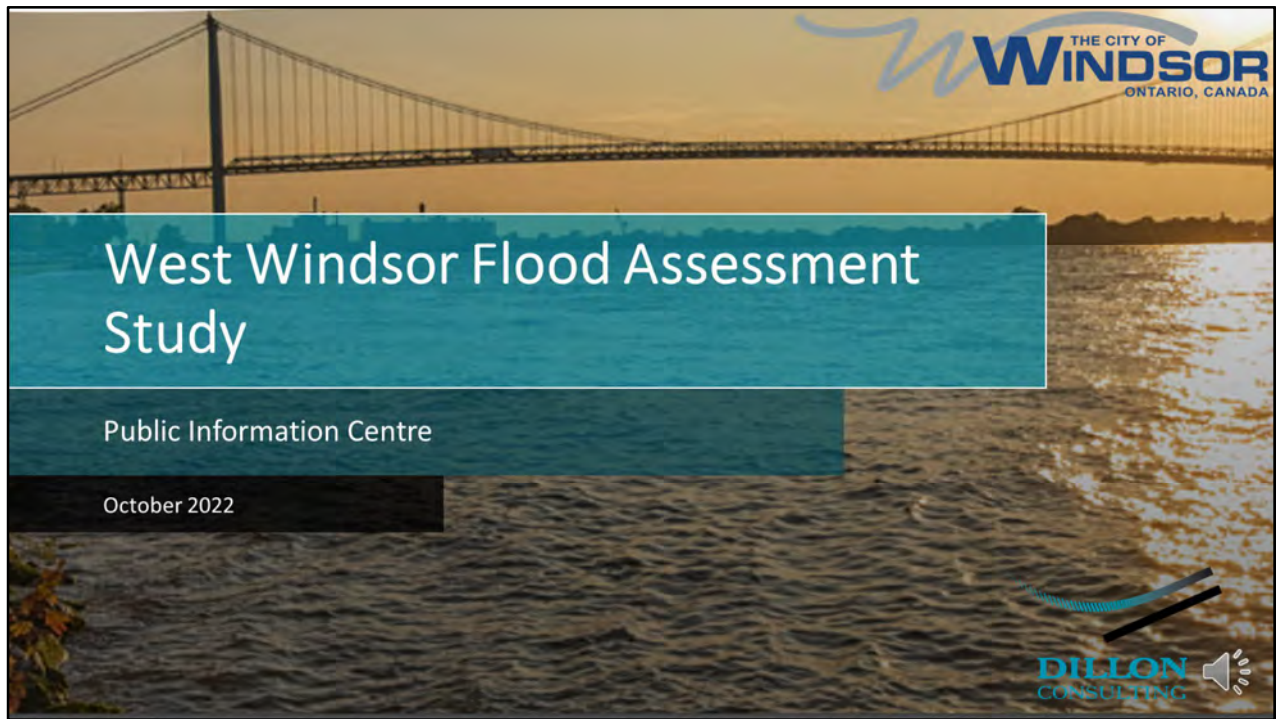 THE CITY OF
WINDSOR
ONTARIO, CANADA
West Windsor Flood Assessment
Study
Public Information Centre
October 2022
DILLON
CONSULTING